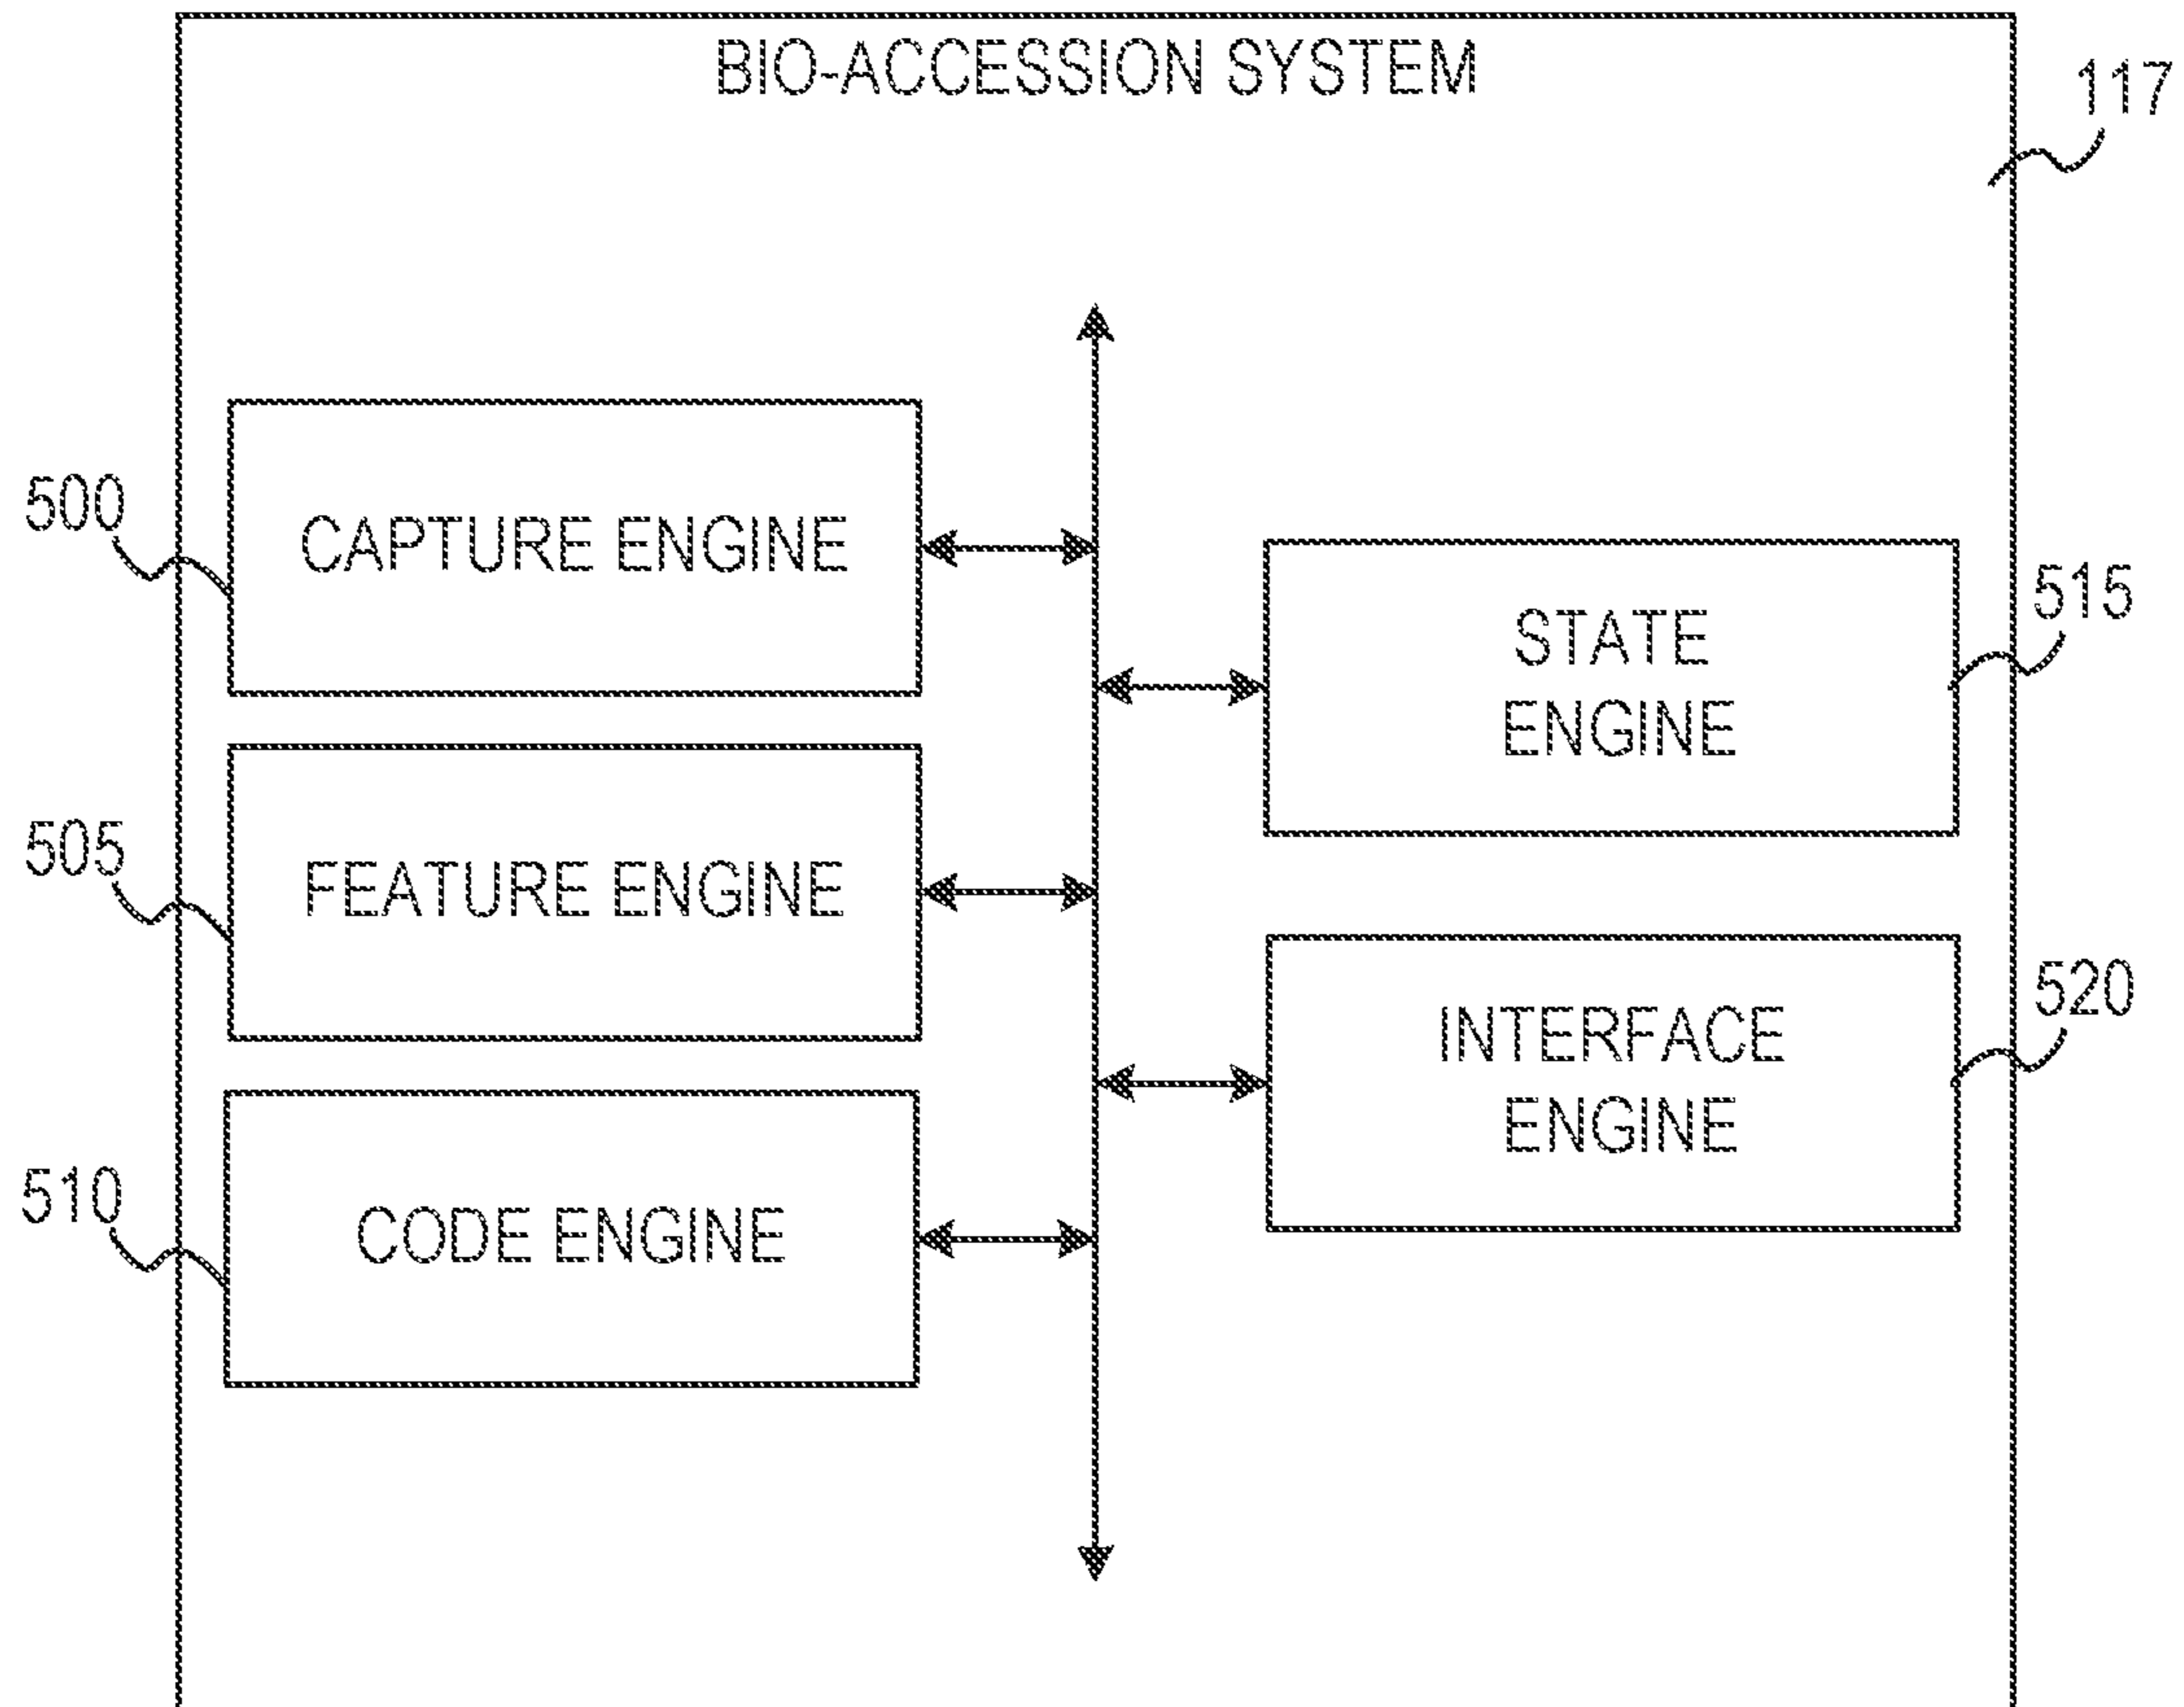 BIO-ACCESSION SYSTEM
117
500
CAPTURE ENGINE
515
STATE
ENGINE
505
FEATURE ENGINE
520
INTERFACE
ENGINE
510
CODE ENGINE